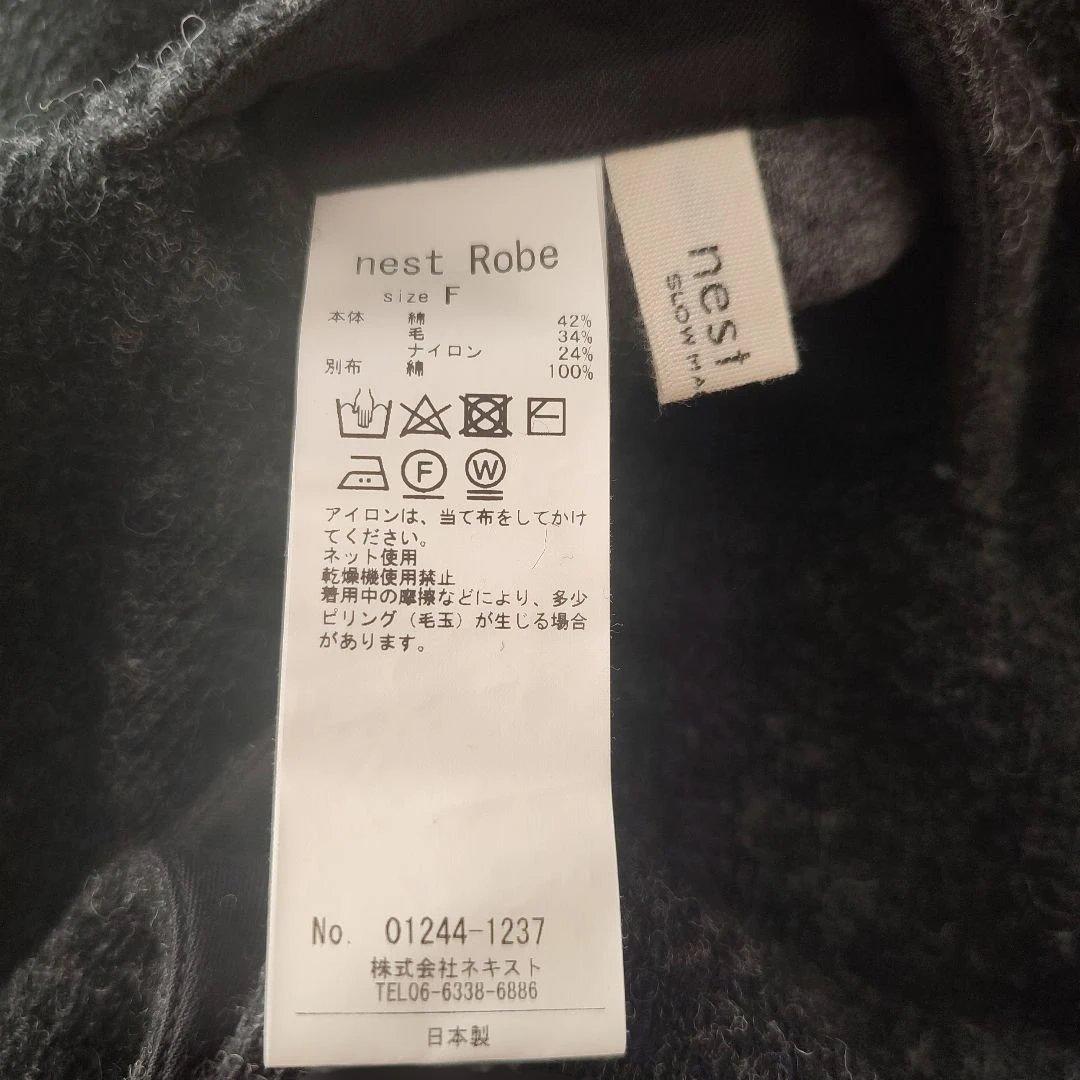 nest Robe
size F
本体 綿 42%
毛 34%
ナイロン 24%
別布 綿 100%
F W
アイロンは、当て布をしてかけ
てください。
ネット使用
乾燥機使用禁止
着用中の摩擦などにより、多少
ピリング（毛玉）が生じる場合
があります。
No. 01244-1237
株式会社ネキスト
TEL06-6338-6886
日本製
nest